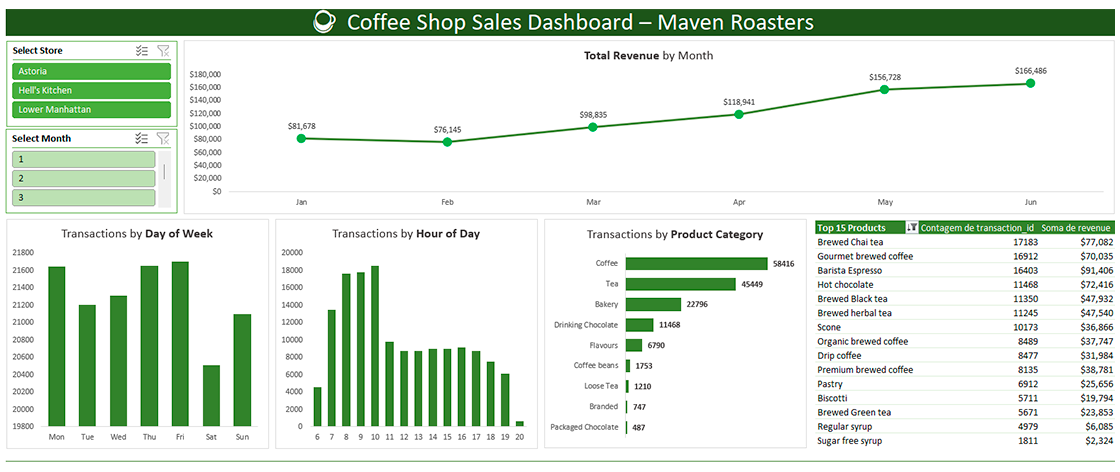 Coffee Shop Sales Dashboard – Maven Roasters
Select Store
Astoria
Hell's Kitchen
Lower Manhattan
Select Month
1
2
3
Total Revenue by Month
$180,000
$160,000
$140,000
$120,000
$100,000
$80,000
$60,000
$40,000
$20,000
$0
$81,678
$76,145
$98,835
$118,941
$156,728
$166,486
Jan Feb Mar Apr May Jun
Transactions by Day of Week
21800
21600
21400
21200
21000
20800
20600
20400
20200
20000
19800
Mon Tue Wed Thu Fri Sat Sun
Transactions by Hour of Day
20000
18000
16000
14000
12000
10000
8000
6000
4000
2000
0
6 7 8 9 10 11 12 13 14 15 16 17 18 19 20
Transactions by Product Category
Coffee 58416
Tea 45449
Bakery 22796
Drinking Chocolate 11468
Flavours 6790
Coffee beans 1753
Loose Tea 1210
Branded 747
Packaged Chocolate 487
Top 15 Products Contagem de transaction_id Soma de revenue
Brewed Chai tea 17183 $77,082
Gourmet brewed coffee 16912 $70,035
Barista Espresso 16403 $91,406
Hot chocolate 11468 $72,416
Brewed Black tea 11350 $47,932
Brewed herbal tea 11245 $47,540
Scone 10173 $36,866
Organic brewed coffee 8489 $37,747
Drip coffee 8477 $31,984
Premium brewed coffee 8135 $38,781
Pastry 6912 $25,656
Biscotti 5711 $19,794
Brewed Green tea 5671 $23,853
Regular syrup 4979 $6,085
Sugar free syrup 1811 $2,324